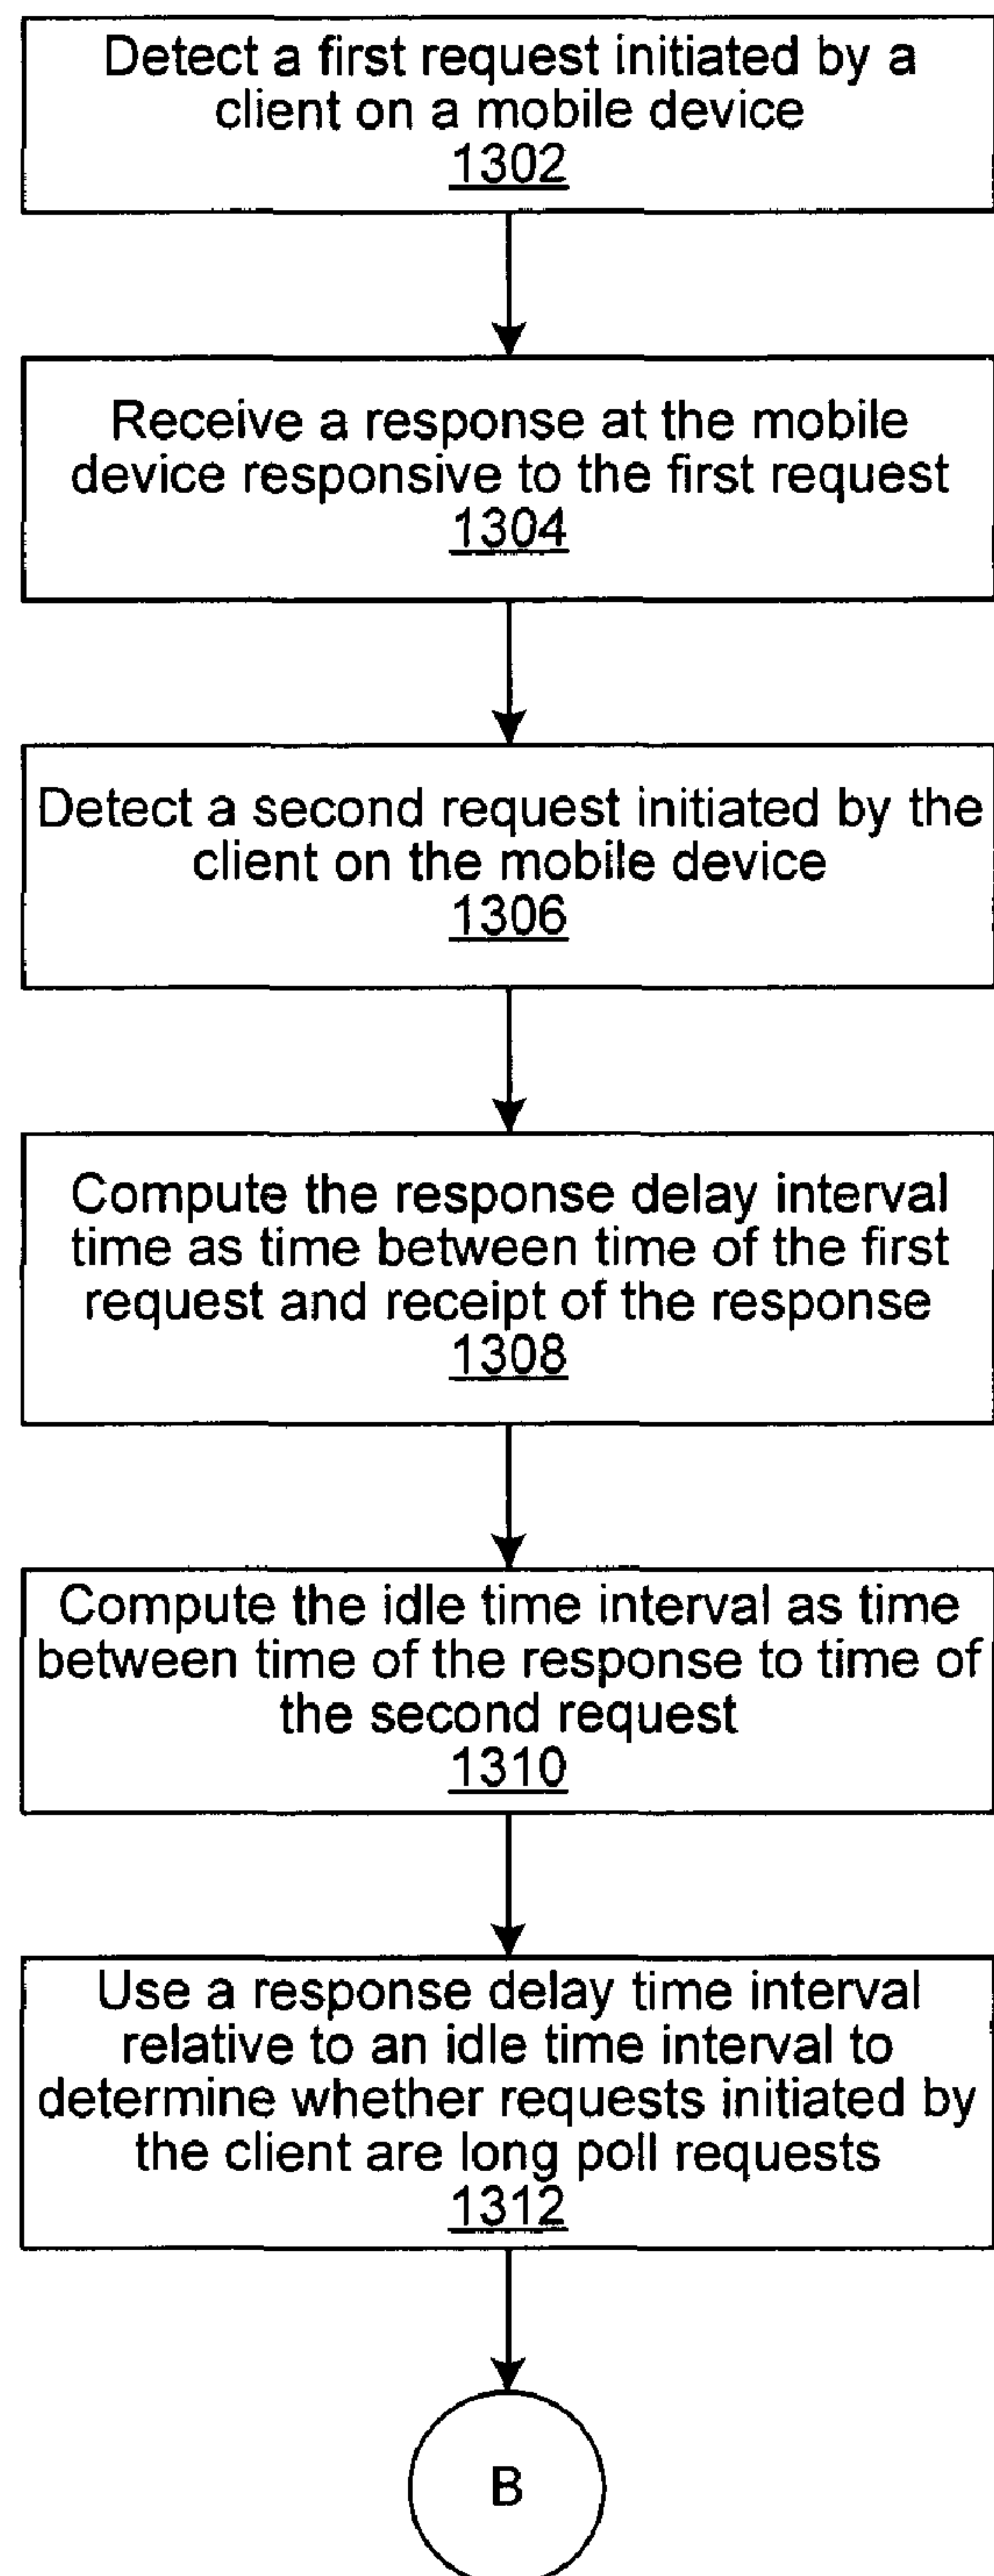 Detect a first request initiated by a
client on a mobile device
1302
Receive a response at the mobile
device responsive to the first request
1304
Detect a second request initiated by the
client on the mobile device
1306
Compute the response delay interval
time as time between time of the first
request and receipt of the response
1308
Compute the idle time interval as time
between time of the response to time of
the second request
1310
Use a response delay time interval
relative to an idle time interval to
determine whether requests initiated by
the client are long poll requests
1312
B